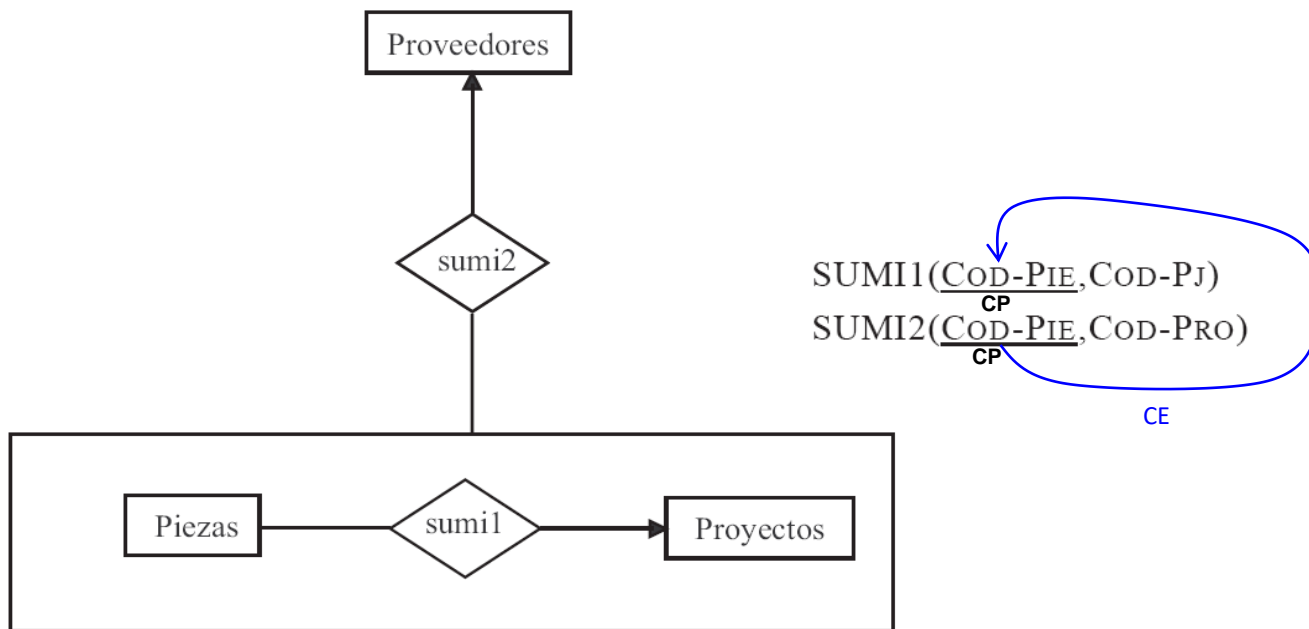 Proveedores
sumi2
SUMI1(COD-PIE,COD-PJ)
CP
SUMI2(COD-PIE,COD-PRO)
CP
CE
Piezas
sumi1
Proyectos